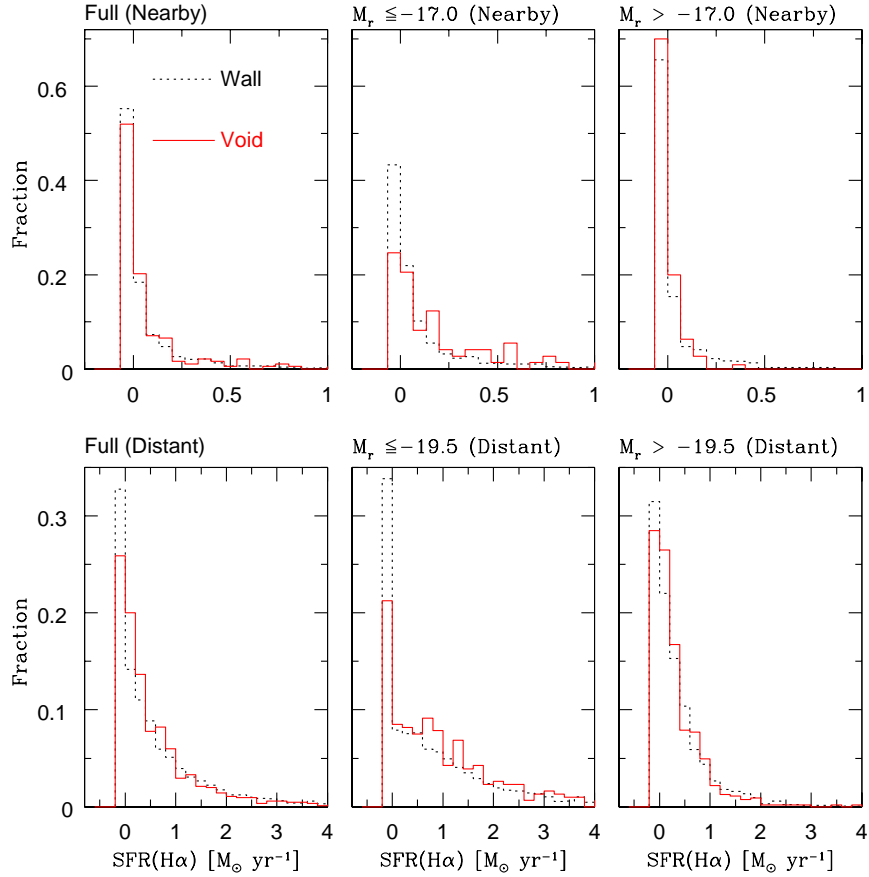 Full (Nearby)
M_r ≦−17.0 (Nearby)
M_r > −17.0 (Nearby)
Wall
Void
Fraction
0.6
0.4
0.2
0
0 0.5 1
0 0.5 1
0 0.5 1
Full (Distant)
M_r ≦−19.5 (Distant)
M_r > −19.5 (Distant)
Fraction
0.3
0.2
0.1
0
0 1 2 3 4
0 1 2 3 4
0 1 2 3 4
SFR(Hα) [M_⊙ yr⁻¹]
SFR(Hα) [M_⊙ yr⁻¹]
SFR(Hα) [M_⊙ yr⁻¹]